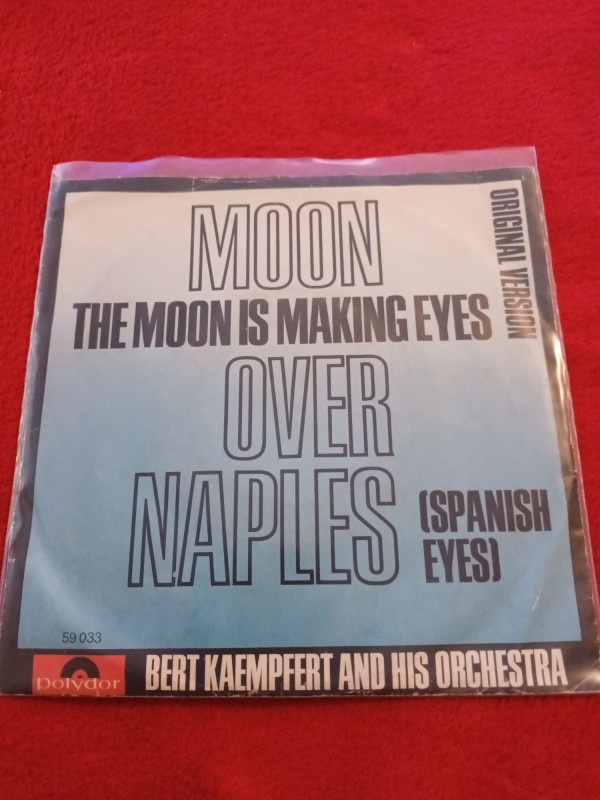 MOON
ORIGINAL VERSION
THE MOON IS MAKING EYES
OVER
NAPLES
(SPANISH
EYES)
59 033
polydor
BERT KAEMPFERT AND HIS ORCHESTRA